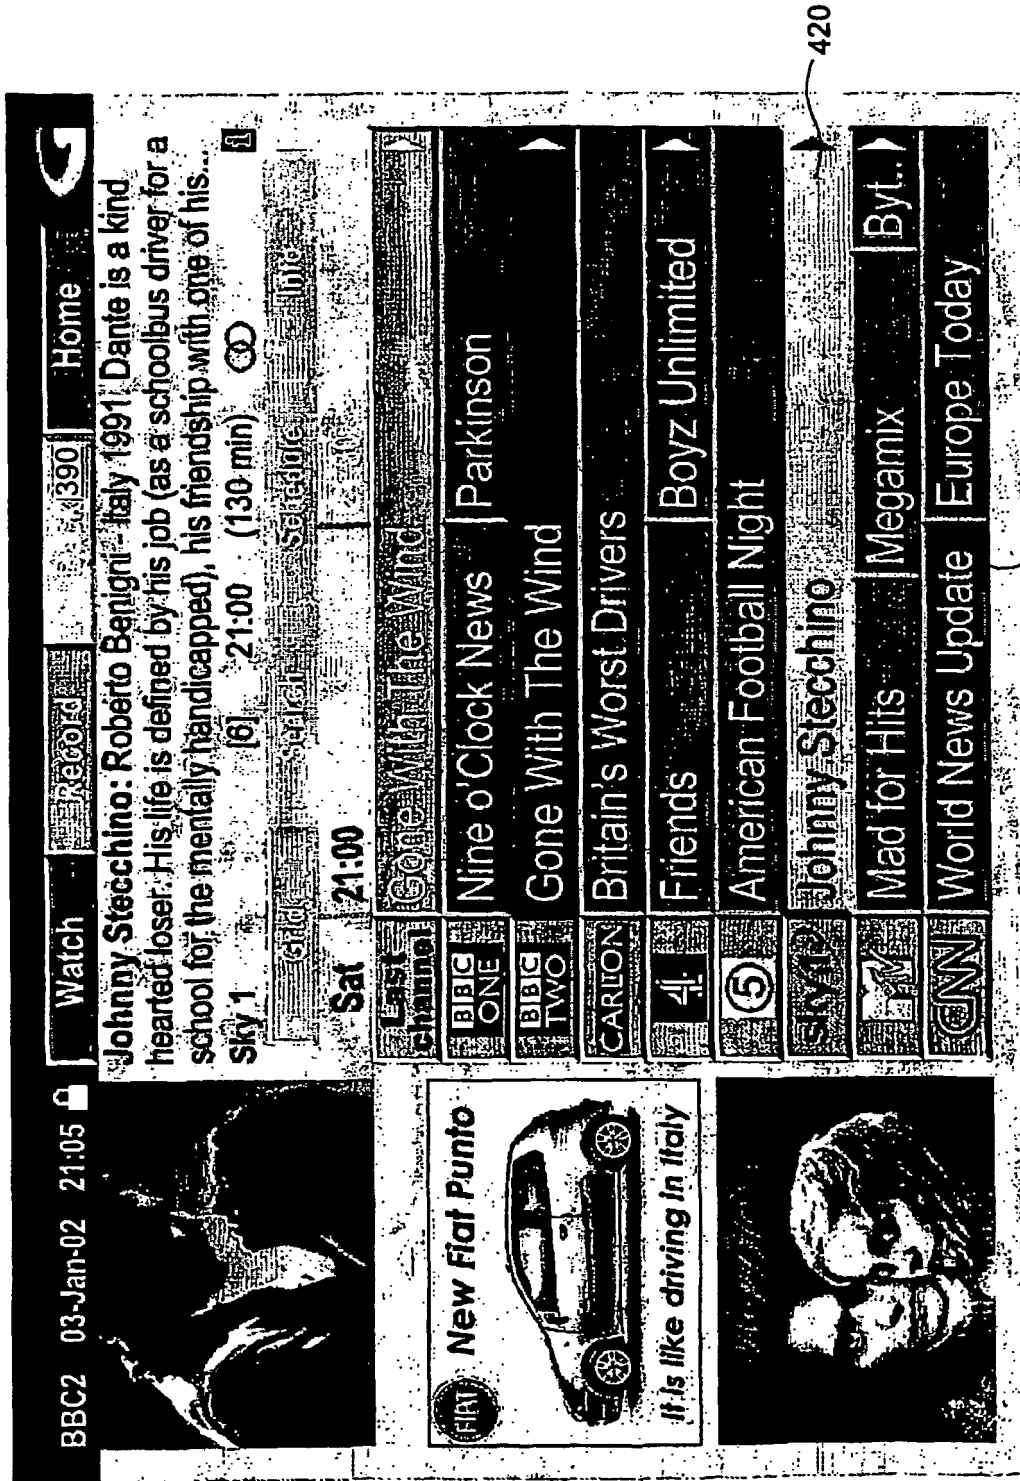 BBC2 03-Jan-02 21:05
Watch Record 390 Home
Johnny Stecchino: Roberto Benigni - Italy 1991. Dante is a kind
hearted loser. His life is defined by his job (as a schoolbus driver for a
school for the mentally handicapped), his friendship with one of his...
Sky 1 [6] 21:00 (130 min) i
Grid Search Schedule Info
Sat 21:00
Last channel Gone With The Wind
BBC ONE Nine o'Clock News Parkinson
BBC TWO Gone With The Wind
CARLTON Britain's Worst Drivers
4 Friends Boyz Unlimited
5 American Football Night
sky 1 Johnny Stecchino
MTV Mad for Hits Megamix Byt...
CNN World News Update Europe Today
FIAT New Fiat Punto
It is like driving in Italy
420